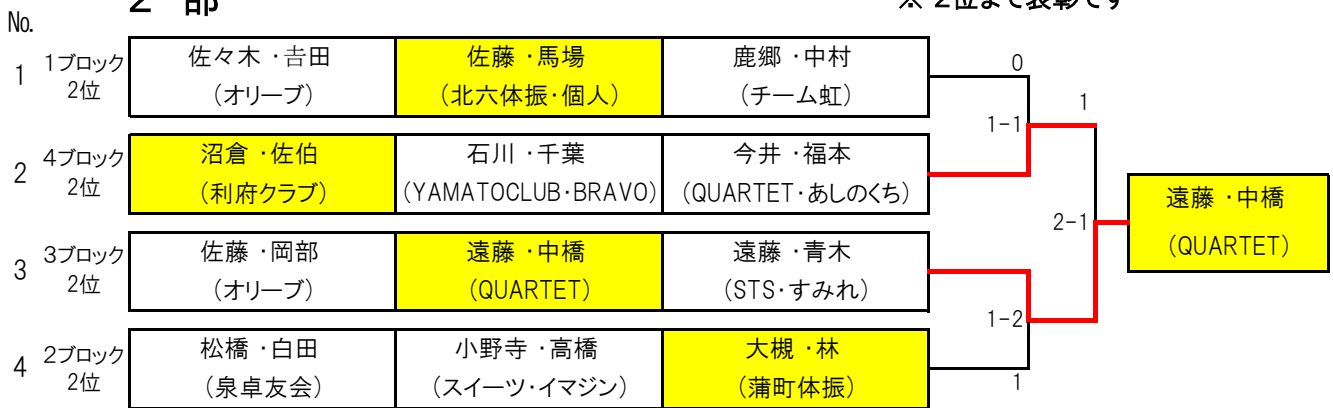 2 部
※ 2位まで表彰です
No.
1 1ブロック 2位
佐々木 ・吉田
(オリーブ)
佐藤 ・馬場
(北六体振・個人)
鹿郷 ・中村
(チーム虹)
0
1
1-1
2 4ブロック 2位
沼倉 ・佐伯
(利府クラブ)
石川 ・千葉
(YAMATOCLUB・BRAVO)
今井 ・福本
(QUARTET・あしのくち)
2-1
遠藤 ・中橋
(QUARTET)
3 3ブロック 2位
佐藤 ・岡部
(オリーブ)
遠藤 ・中橋
(QUARTET)
遠藤 ・青木
(STS・すみれ)
1-2
4 2ブロック 2位
松橋 ・白田
(泉卓友会)
小野寺 ・高橋
(スイーツ・イマジン)
大槻 ・林
(蒲町体振)
1